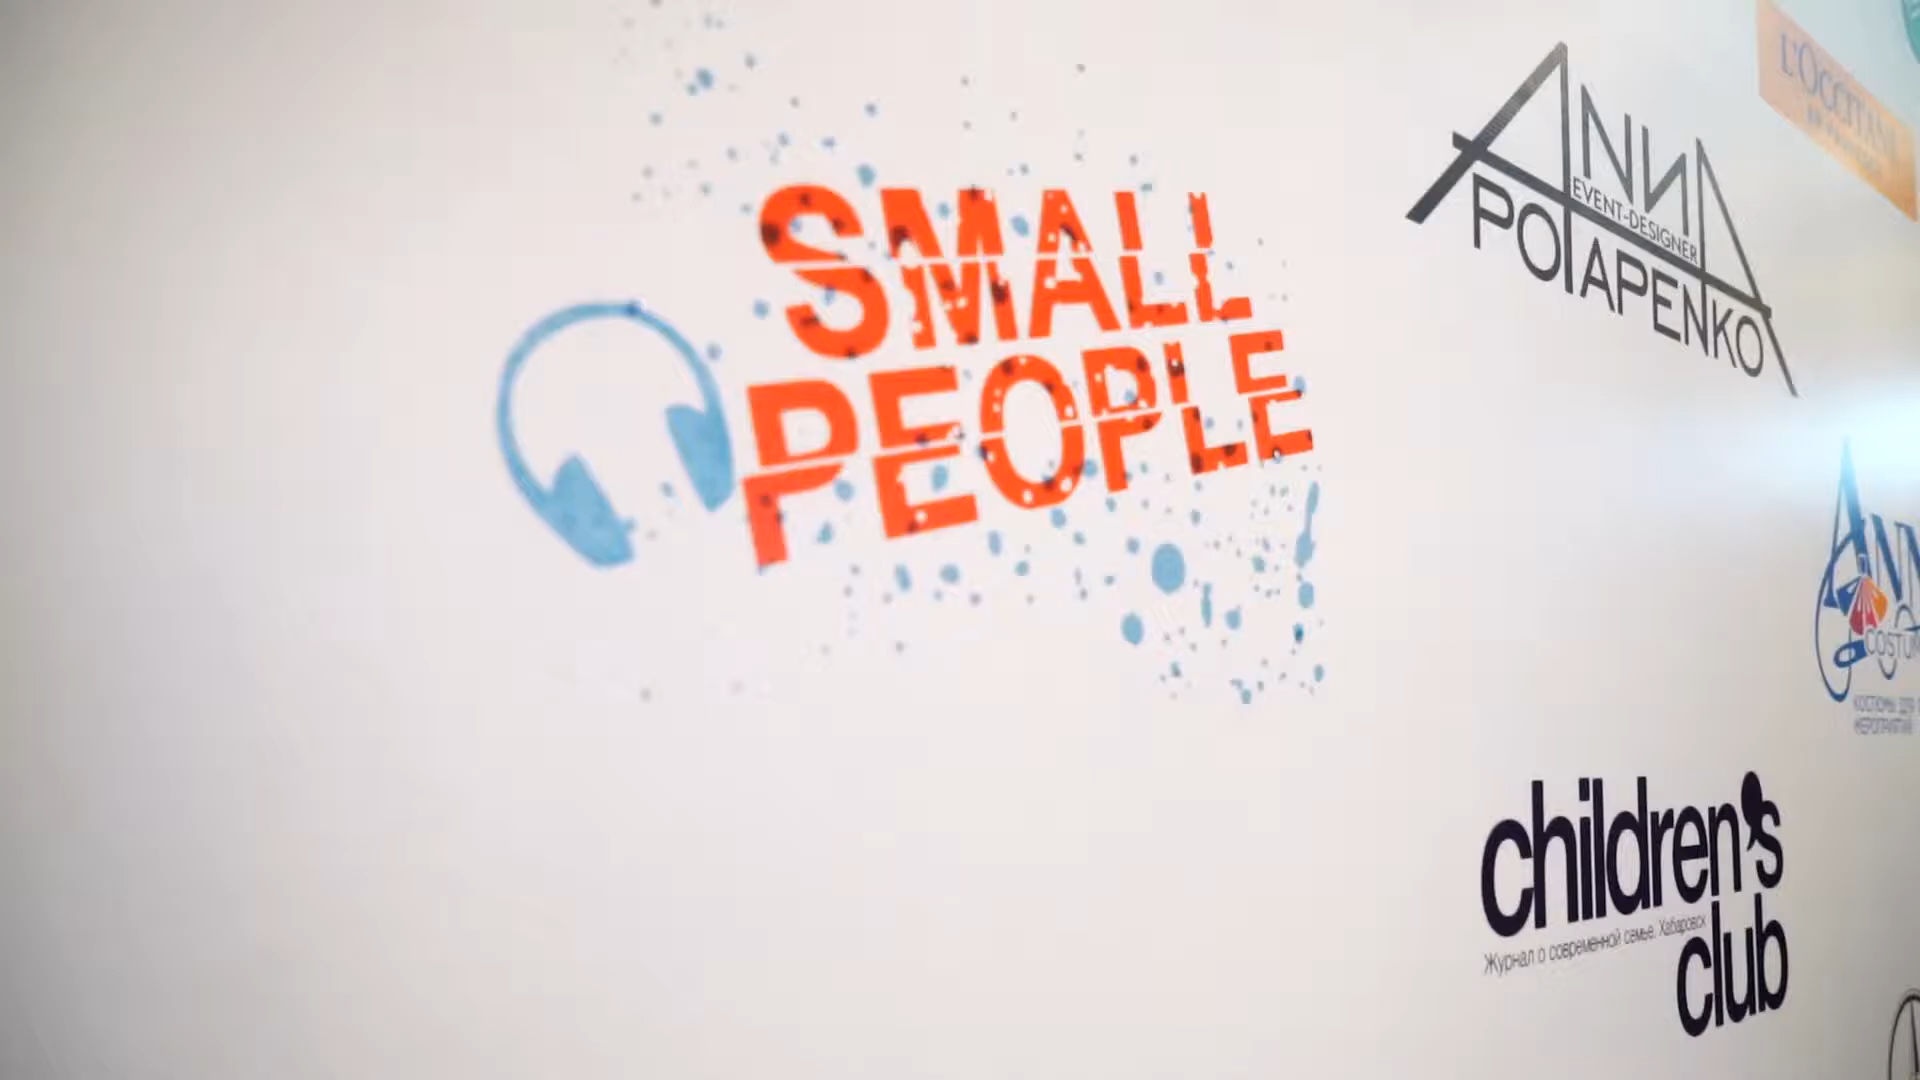 SMALL
PEOPLE
ANNA
EVENT-DESIGNER
POTAPENKO
L'OCCITANE
children's
club
Журнал о современной семье. Хабаровск